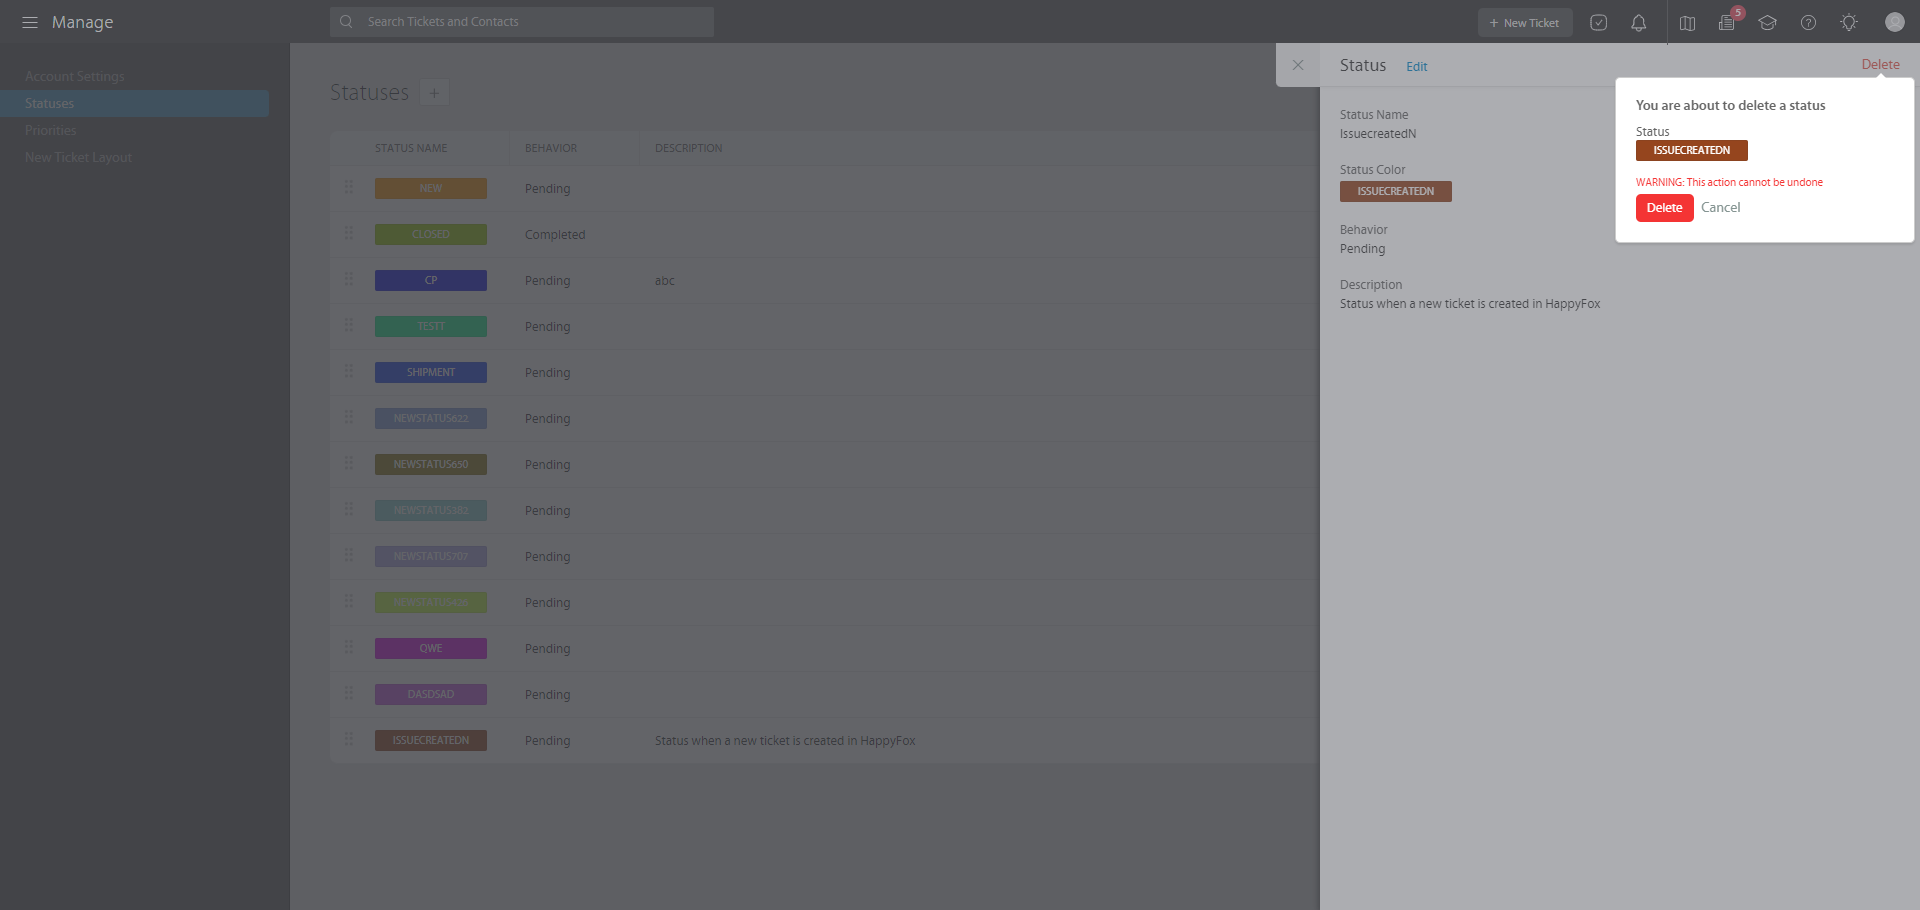 Manage
Search Tickets and Contacts
+ New Ticket
5
Account Settings
Statuses
Priorities
New Ticket Layout
Statuses
+
STATUS NAME BEHAVIOR DESCRIPTION
NEW Pending
CLOSED Completed
CP Pending abc
TESTT Pending
SHIPMENT Pending
NEWSTATUS622 Pending
NEWSTATUS650 Pending
NEWSTATUS382 Pending
NEWSTATUS707 Pending
Pending
QWE Pending
DASDSAD Pending
ISSUECREATEDN Pending Status when a new ticket is created in HappyFox
Status Edit Delete
Status Name
IssuecreatedN
Status Color
ISSUECREATEDN
Behavior
Pending
Description
Status when a new ticket is created in HappyFox
You are about to delete a status
Status
ISSUECREATEDN
WARNING: This action cannot be undone
Delete Cancel